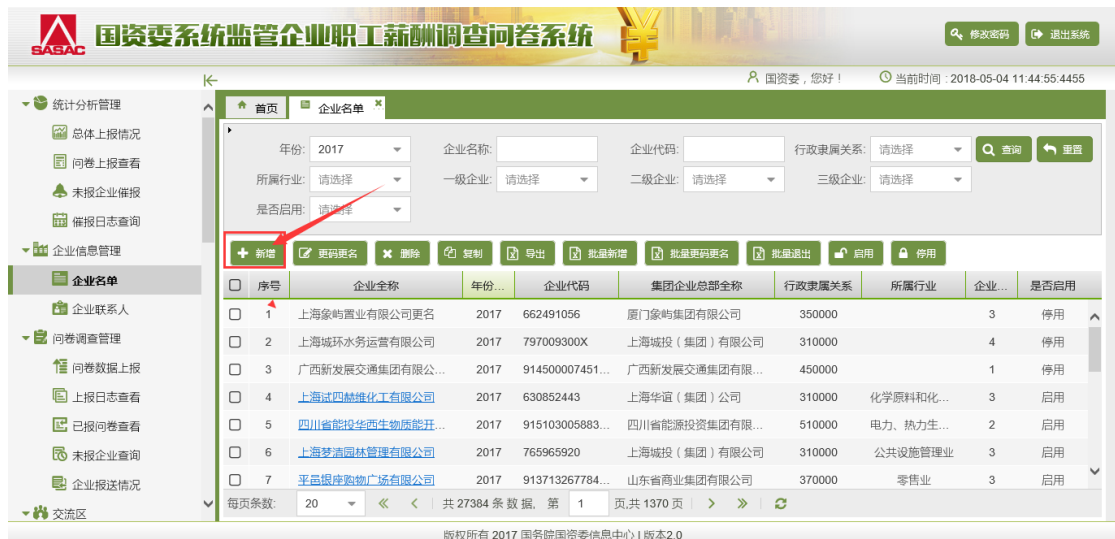 SASAC 国资委系统监管企业职工薪酬调查问卷系统 修改密码 退出系统
国资委，您好！ 当前时间：2018-05-04 11:44:55:4455
统计分析管理
总体上报情况
问卷上报查看
未报企业催报
催报日志查询
企业信息管理
企业名单
企业联系人
问卷调查管理
问卷数据上报
上报日志查看
已报问卷查看
未报企业查询
企业报送情况
交流区
首页 企业名单
年份: 2017 企业名称: 企业代码: 行政隶属关系: 请选择 查询 重置
所属行业: 请选择 一级企业: 请选择 二级企业: 请选择 三级企业: 请选择
是否启用: 请选择
新增 更码更名 删除 复制 导出 批量新增 批量更码更名 批量退出 启用 停用
序号 企业全称 年份... 企业代码 集团企业总部全称 行政隶属关系 所属行业 企业... 是否启用
1 上海象屿置业有限公司更名 2017 662491056 厦门象屿集团有限公司 350000 3 停用
2 上海城环水务运营有限公司 2017 797009300X 上海城投（集团）有限公司 310000 4 停用
3 广西新发展交通集团有限公... 2017 914500007451... 广西新发展交通集团有限... 450000 1 停用
4 上海试四赫维化工有限公司 2017 630852443 上海华谊（集团）公司 310000 化学原料和化... 3 启用
5 四川省能投华西生物质能开... 2017 915103005883... 四川省能源投资集团有限... 510000 电力、热力生... 2 启用
6 上海梦清园林管理有限公司 2017 765965920 上海城投（集团）有限公司 310000 公共设施管理业 3 启用
7 平邑银座购物广场有限公司 2017 913713267784... 山东省商业集团有限公司 370000 零售业 3 启用
每页条数: 20 共 27384 条数据, 第 1 页,共 1370 页
版权所有 2017 国务院国资委信息中心 | 版本2.0